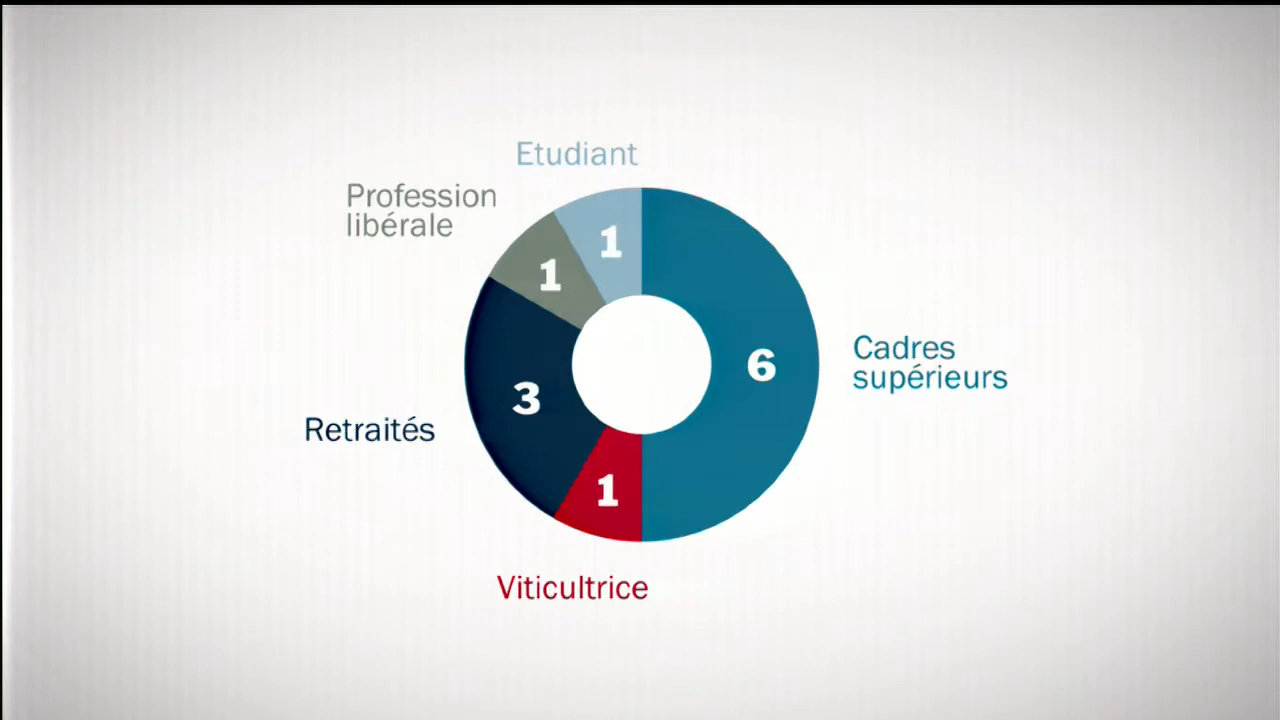 Etudiant
Profession
libérale
1
1
6
Cadres
supérieurs
3
Retraités
1
Viticultrice